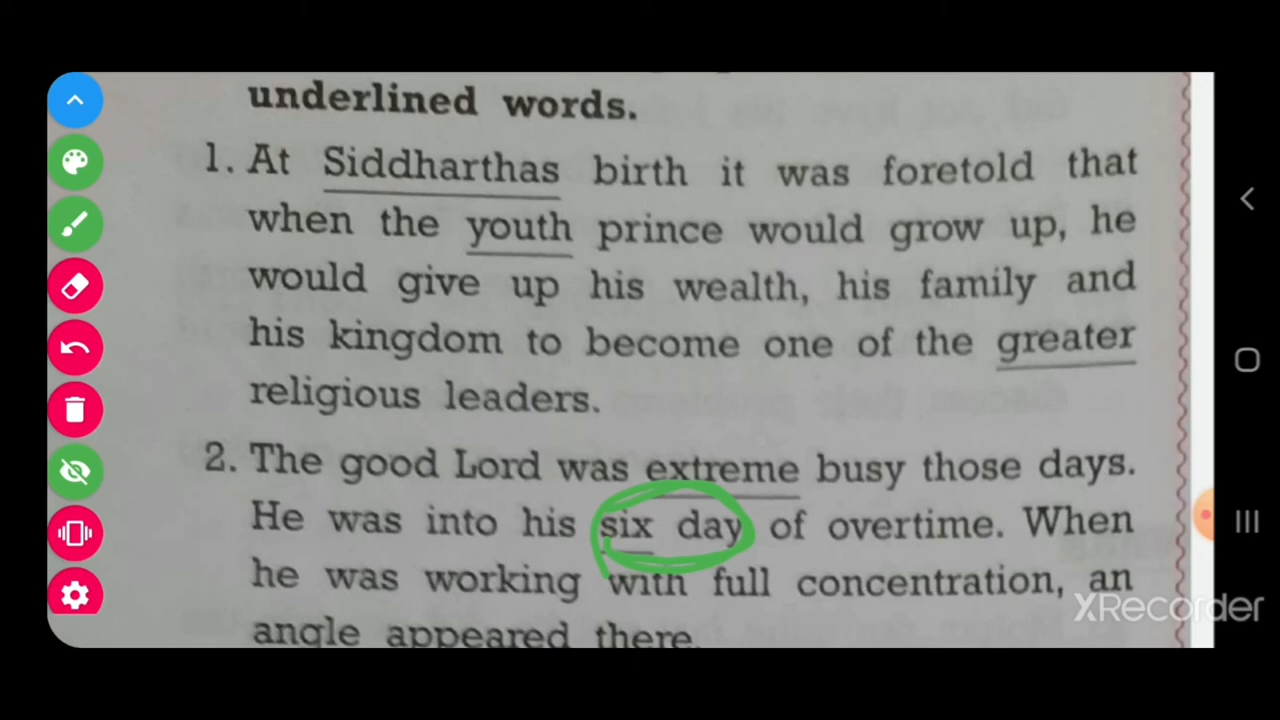 underlined words.
1. At Siddharthas birth it was foretold that
when the youth prince would grow up, he
would give up his wealth, his family and
his kingdom to become one of the greater
religious leaders.
2. The good Lord was extreme busy those days.
He was into his six day of overtime. When
he was working with full concentration, an
angle appeared there.
XRecorder